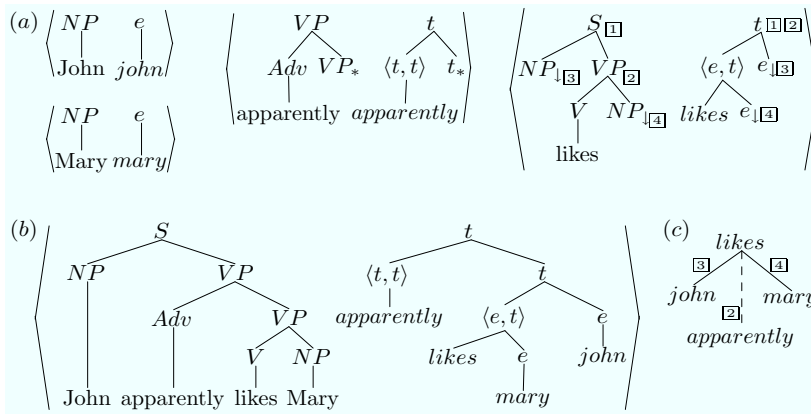 (a) NP e VP t S 1 t 1 2
John john Adv VP* ⟨t, t⟩ t* NP↓3 VP2 ⟨e, t⟩ e↓3
NP e apparently apparently V NP↓4 likes e↓4
Mary mary likes
(b) S t (c) likes
NP VP ⟨t, t⟩ t 3 4
Adv VP apparently ⟨e, t⟩ e john mary
V NP likes e john 2 apparently
John apparently likes Mary mary